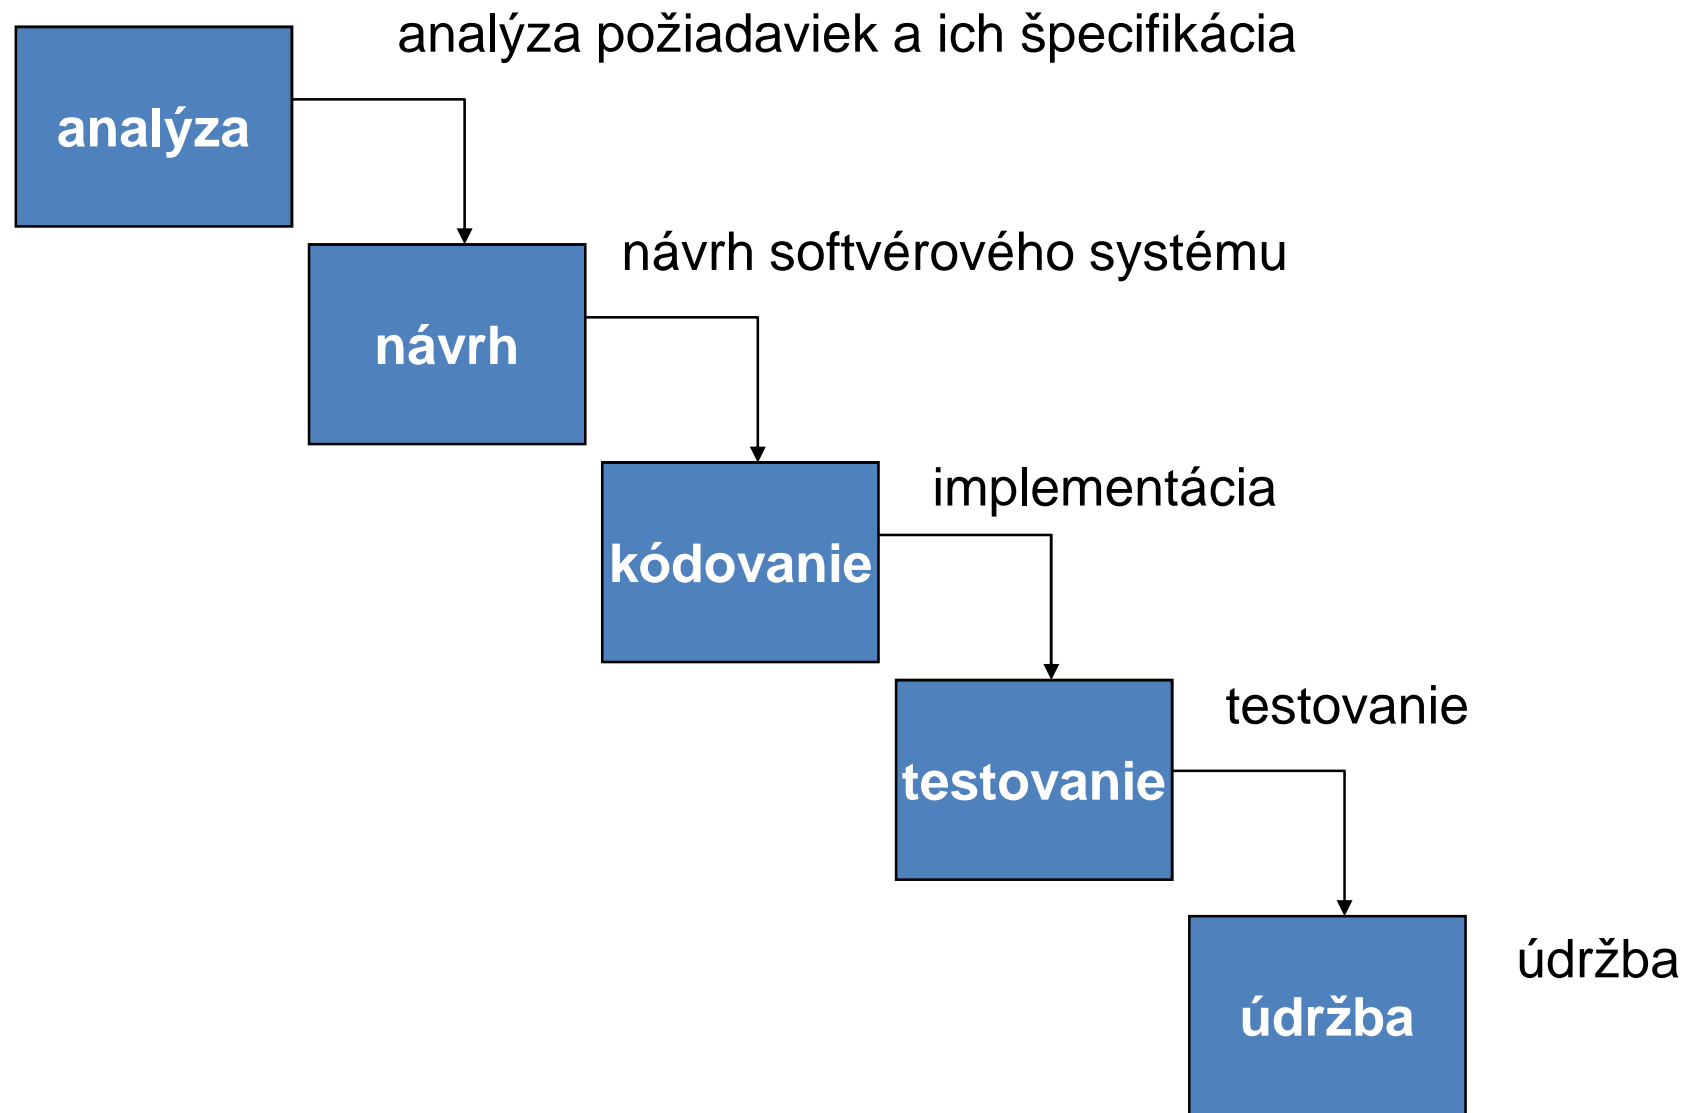 analýza požiadaviek a ich špecifikácia
analýza
návrh softvérového systému
návrh
implementácia
kódovanie
testovanie
testovanie
údržba
údržba